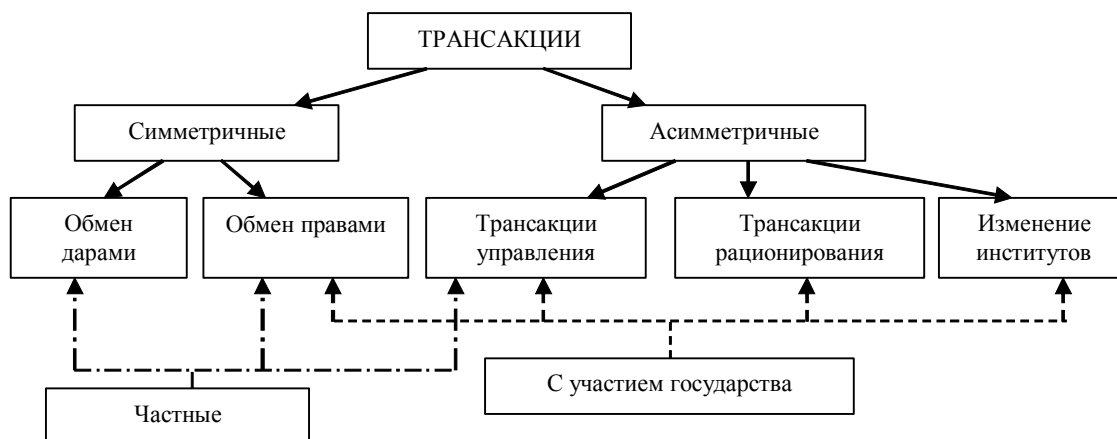 ТРАНСАКЦИИ
Симметричные
Асимметричные
Обмен
дарами
Обмен правами
Трансакции
управления
Трансакции
рационирования
Изменение
институтов
С участием государства
Частные